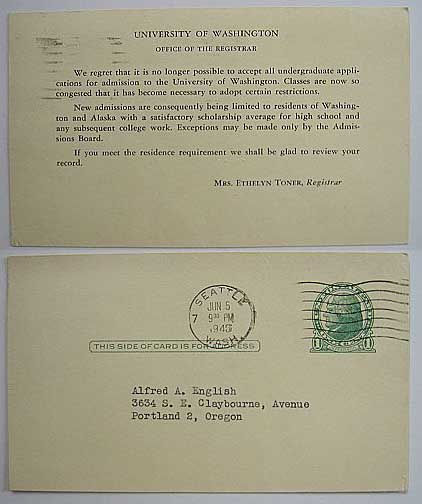 UNIVERSITY OF WASHINGTON
OFFICE OF THE REGISTRAR
We regret that it is no longer possible to accept all undergraduate appli-
cations for admission to the University of Washington. Classes are now so
congested that it has become necessary to adopt certain restrictions.
New admissions are consequently being limited to residents of Washing-
ton and Alaska with a satisfactory scholarship average for high school and
any subsequent college work. Exceptions may be made only by the Admis-
sions Board.
If you meet the residence requirement we shall be glad to review your
record.
MRS. ETHELYN TONER, Registrar
SEATTLE
JUN 5
7
9 30 PM
WASH.
THIS SIDE OF CARD IS FOR ADDRESS
1 1
Alfred A. English
3634 S. E. Claybourne, Avenue
Portland 2, Oregon